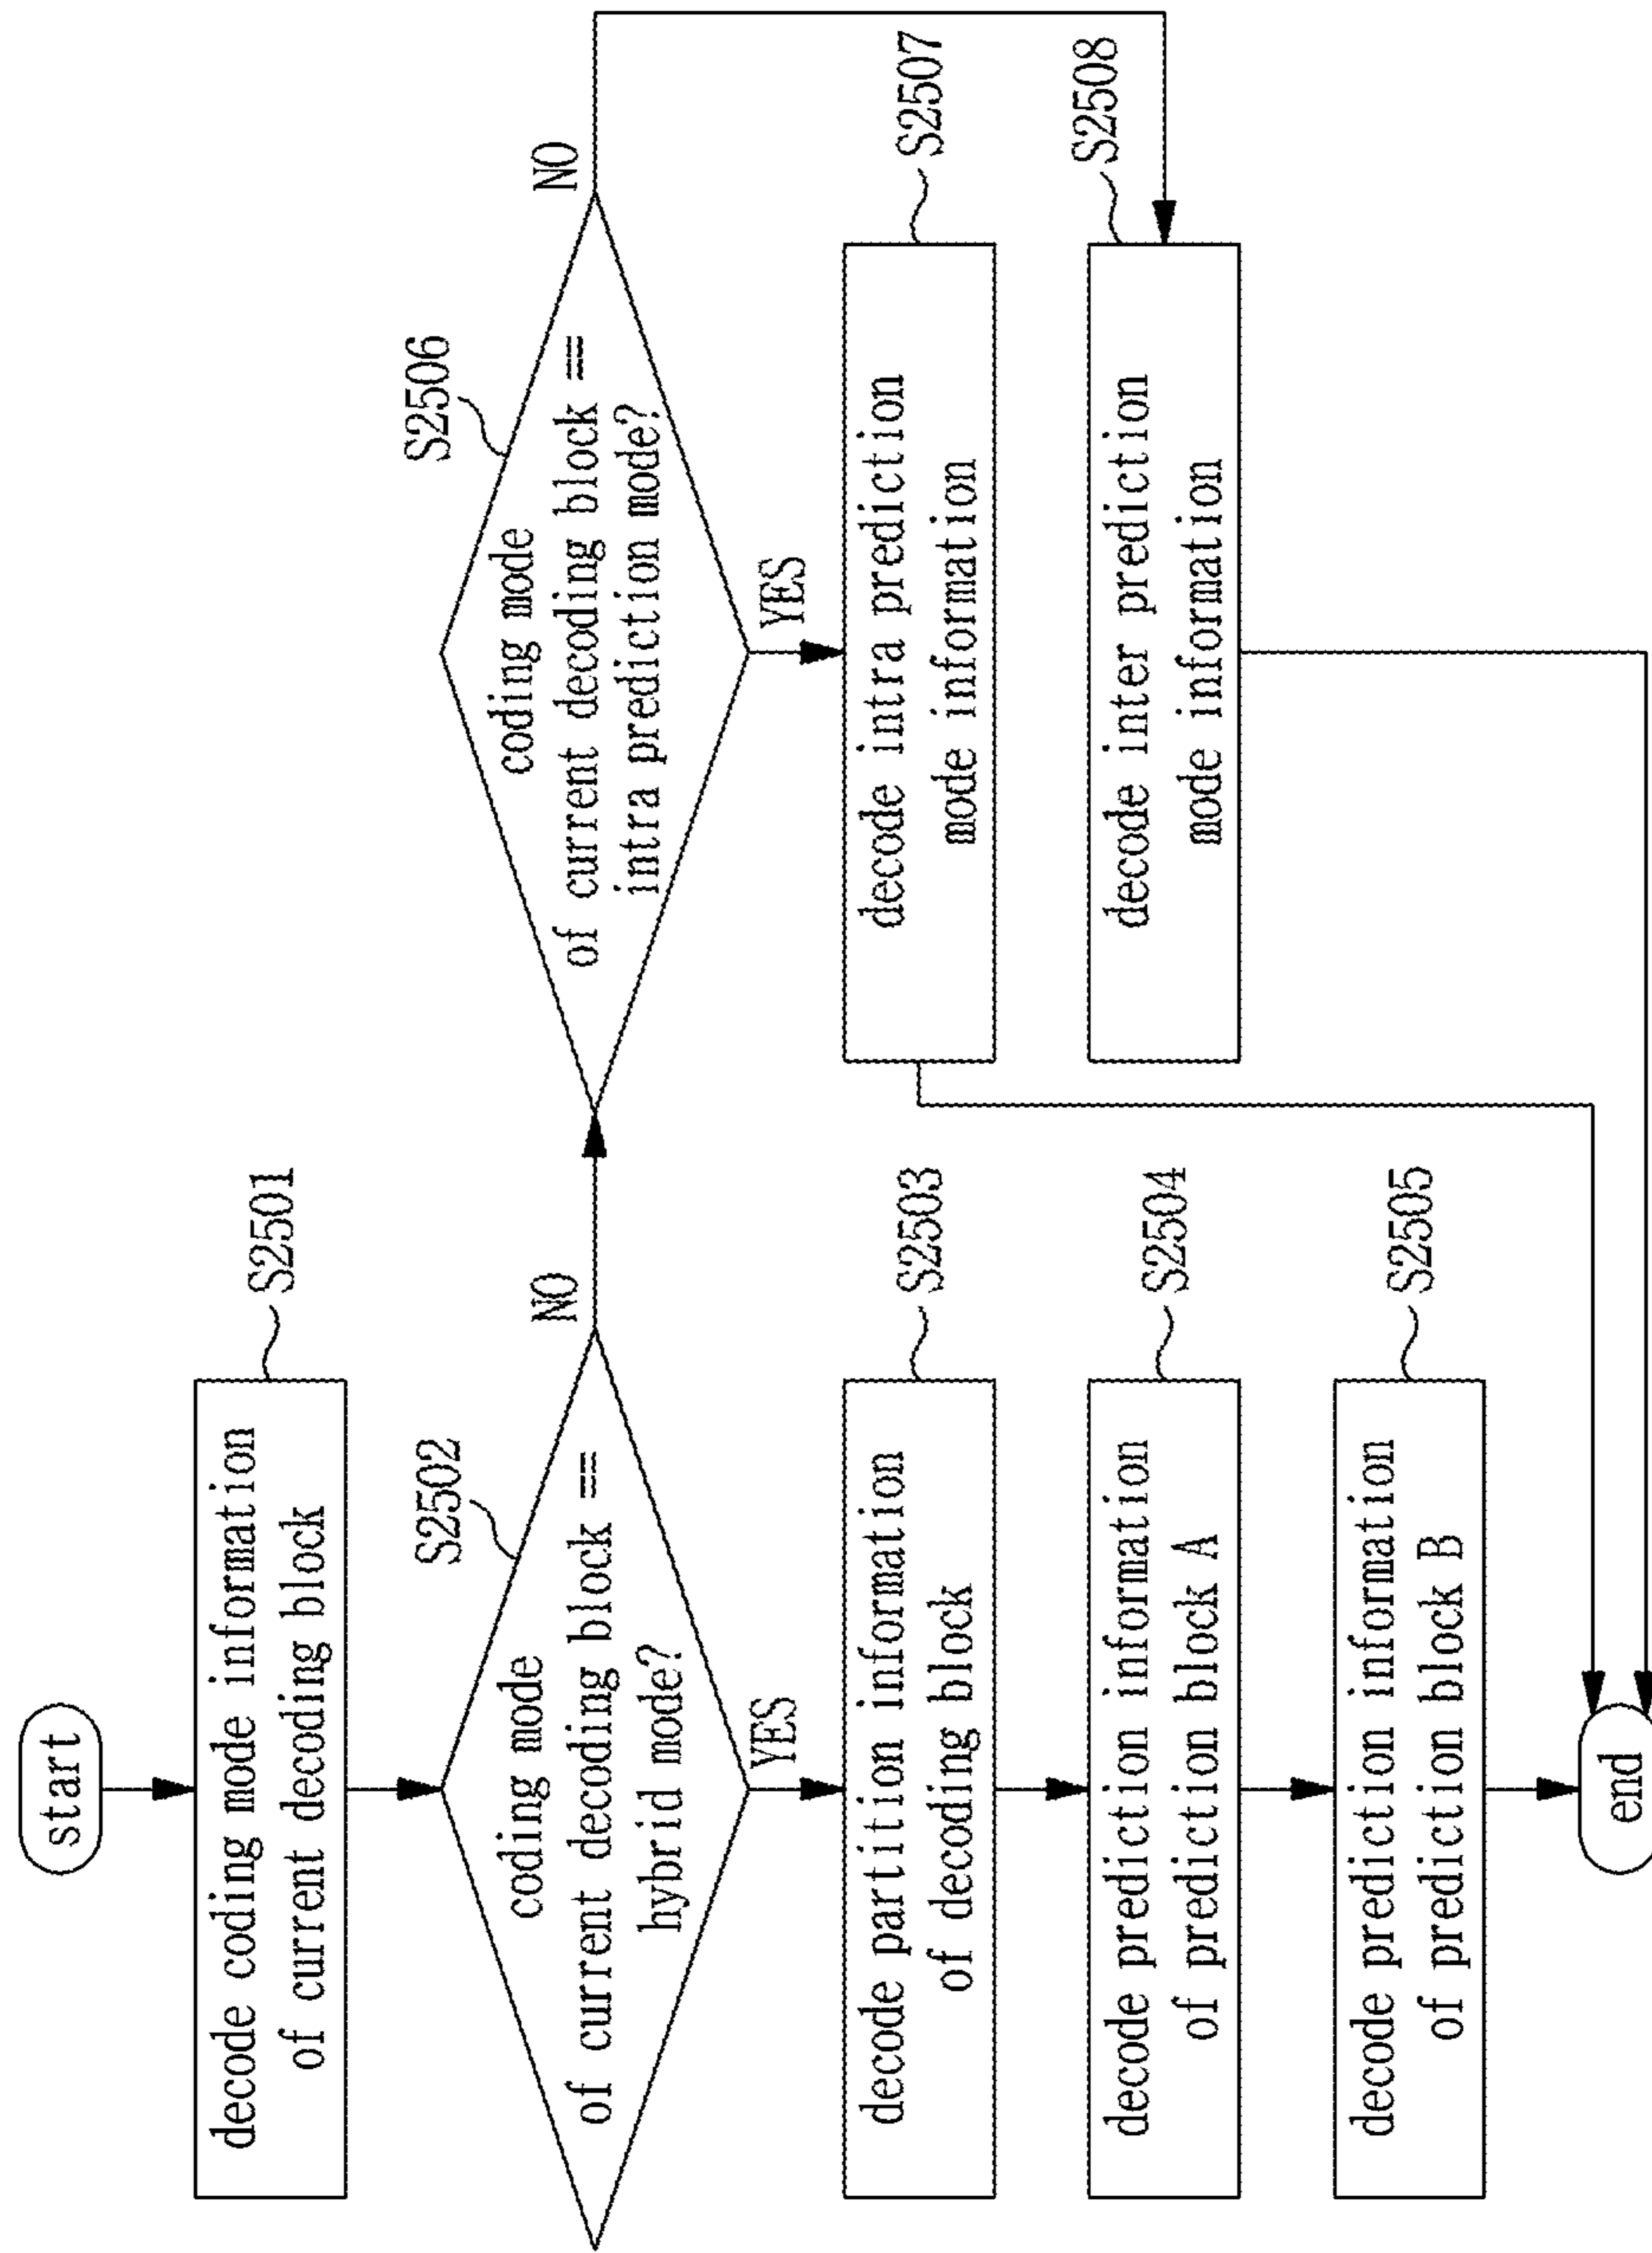 start
decode coding mode information
of current decoding block
S2501
coding mode
of current decoding block ==
hybrid mode?
S2502
NO
YES
decode partition information
of decoding block
S2503
decode prediction information
of prediction block A
S2504
decode prediction information
of prediction block B
S2505
coding mode
of current decoding block ==
intra prediction mode?
S2506
NO
YES
decode intra prediction
mode information
S2507
decode inter prediction
mode information
S2508
end